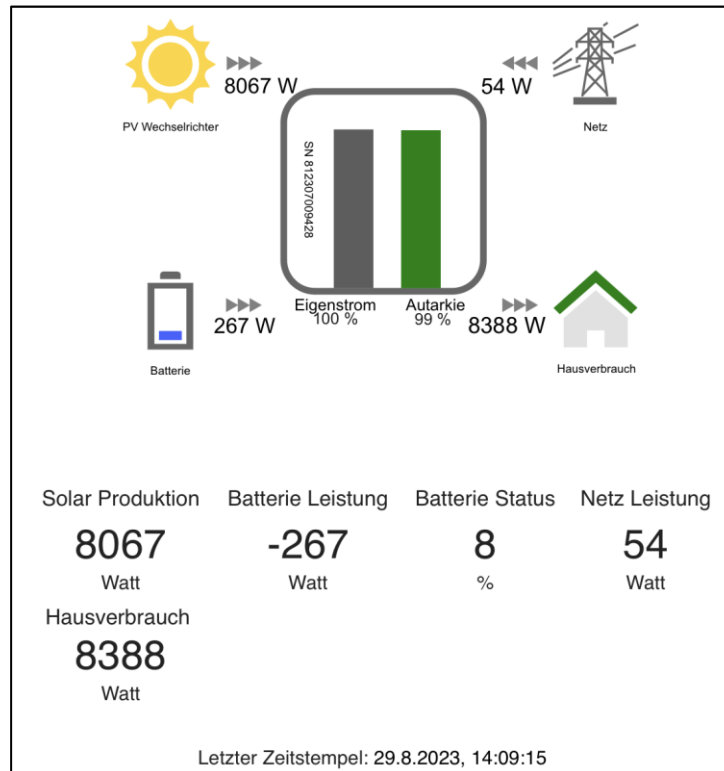 8067 W
54 W
PV Wechselrichter
Netz
SN 812307009428
Eigenstrom
100 %
Autarkie
99 %
267 W
8388 W
Batterie
Hausverbrauch
Solar Produktion
8067
Watt
Batterie Leistung
-267
Watt
Batterie Status
8
%
Netz Leistung
54
Watt
Hausverbrauch
8388
Watt
Letzter Zeitstempel: 29.8.2023, 14:09:15